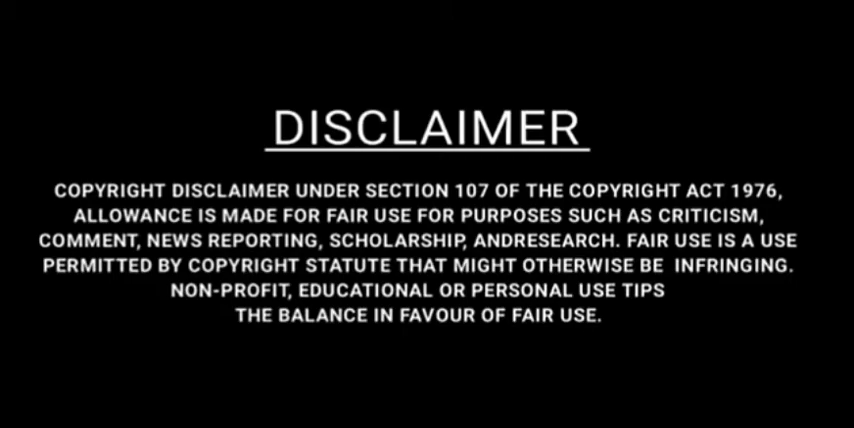 DISCLAIMER
COPYRIGHT DISCLAIMER UNDER SECTION 107 OF THE COPYRIGHT ACT 1976,
ALLOWANCE IS MADE FOR FAIR USE FOR PURPOSES SUCH AS CRITICISM,
COMMENT, NEWS REPORTING, SCHOLARSHIP, ANDRESEARCH. FAIR USE IS A USE
PERMITTED BY COPYRIGHT STATUTE THAT MIGHT OTHERWISE BE  INFRINGING.
NON-PROFIT, EDUCATIONAL OR PERSONAL USE TIPS
THE BALANCE IN FAVOUR OF FAIR USE.